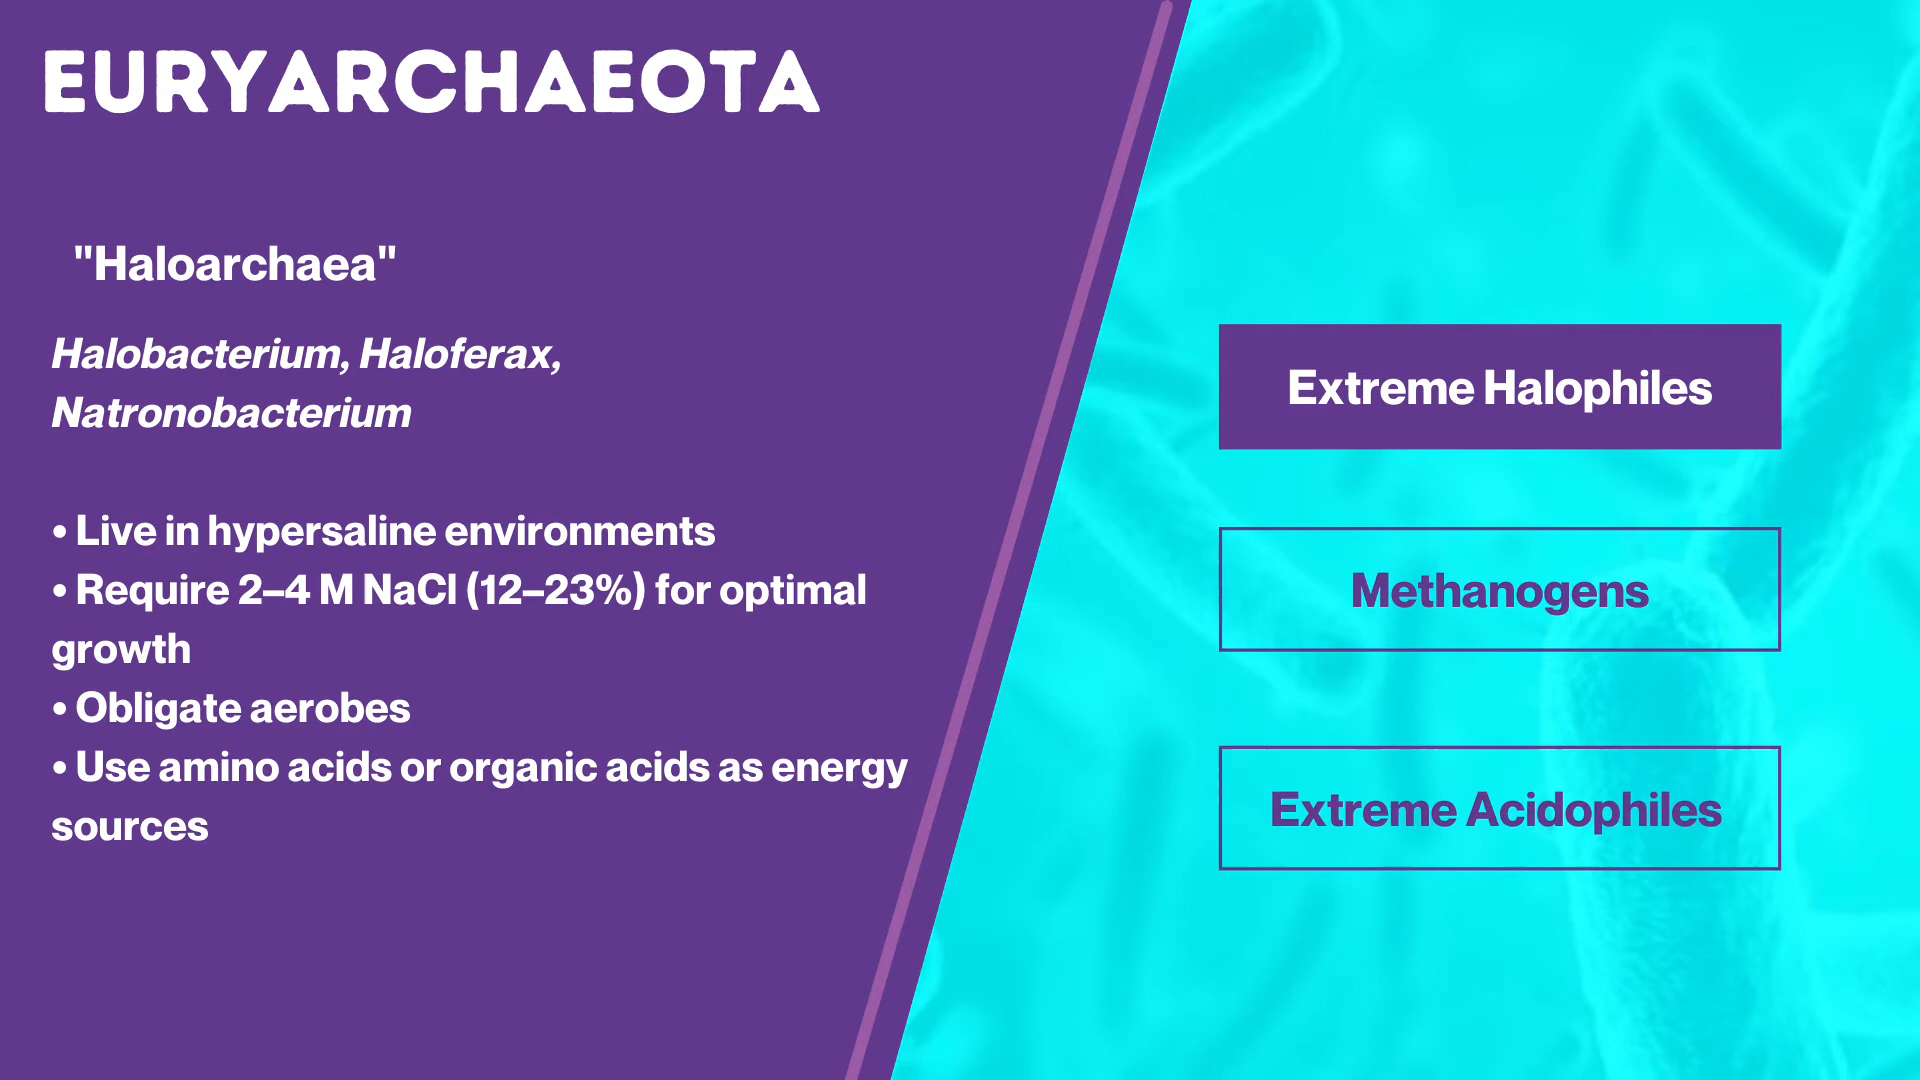 EURYARCHAEOTA
"Haloarchaea"
Halobacterium, Haloferax,
Natronobacterium
• Live in hypersaline environments
• Require 2–4 M NaCl (12–23%) for optimal
growth
• Obligate aerobes
• Use amino acids or organic acids as energy
sources
Extreme Halophiles
Methanogens
Extreme Acidophiles